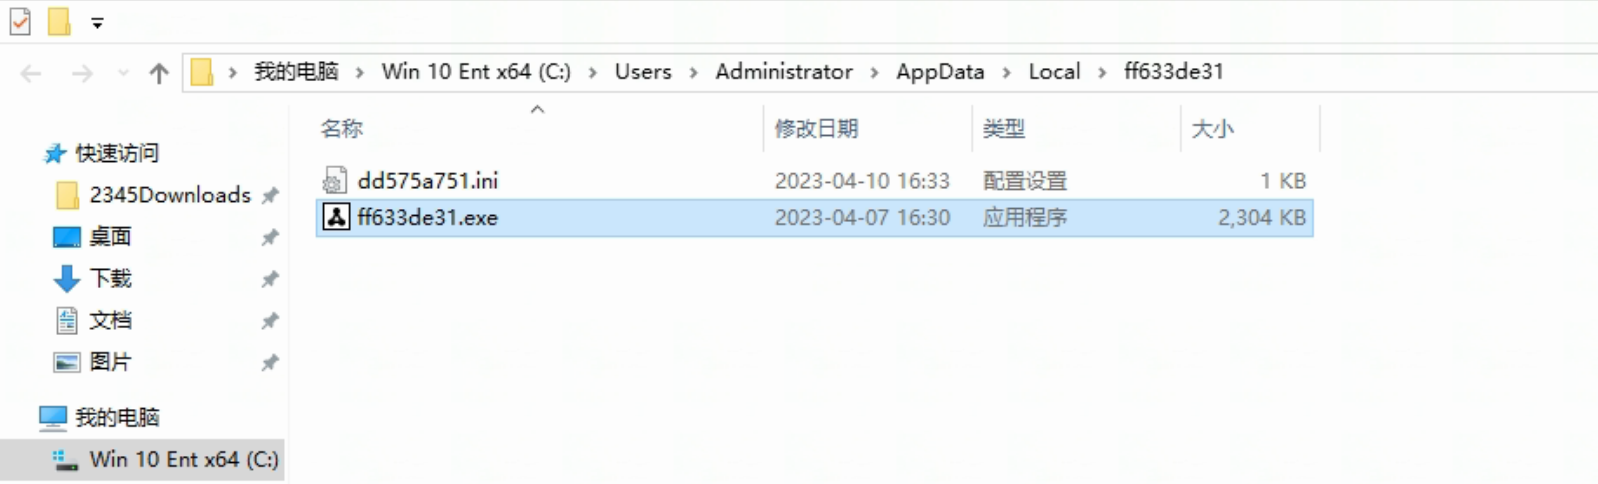 我的电脑 Win 10 Ent x64 (C:) Users Administrator AppData Local ff633de31
名称 修改日期 类型 大小
快速访问
2345Downloads
桌面
下载
文档
图片
我的电脑
Win 10 Ent x64 (C:)
dd575a751.ini 2023-04-10 16:33 配置设置 1 KB
ff633de31.exe 2023-04-07 16:30 应用程序 2,304 KB